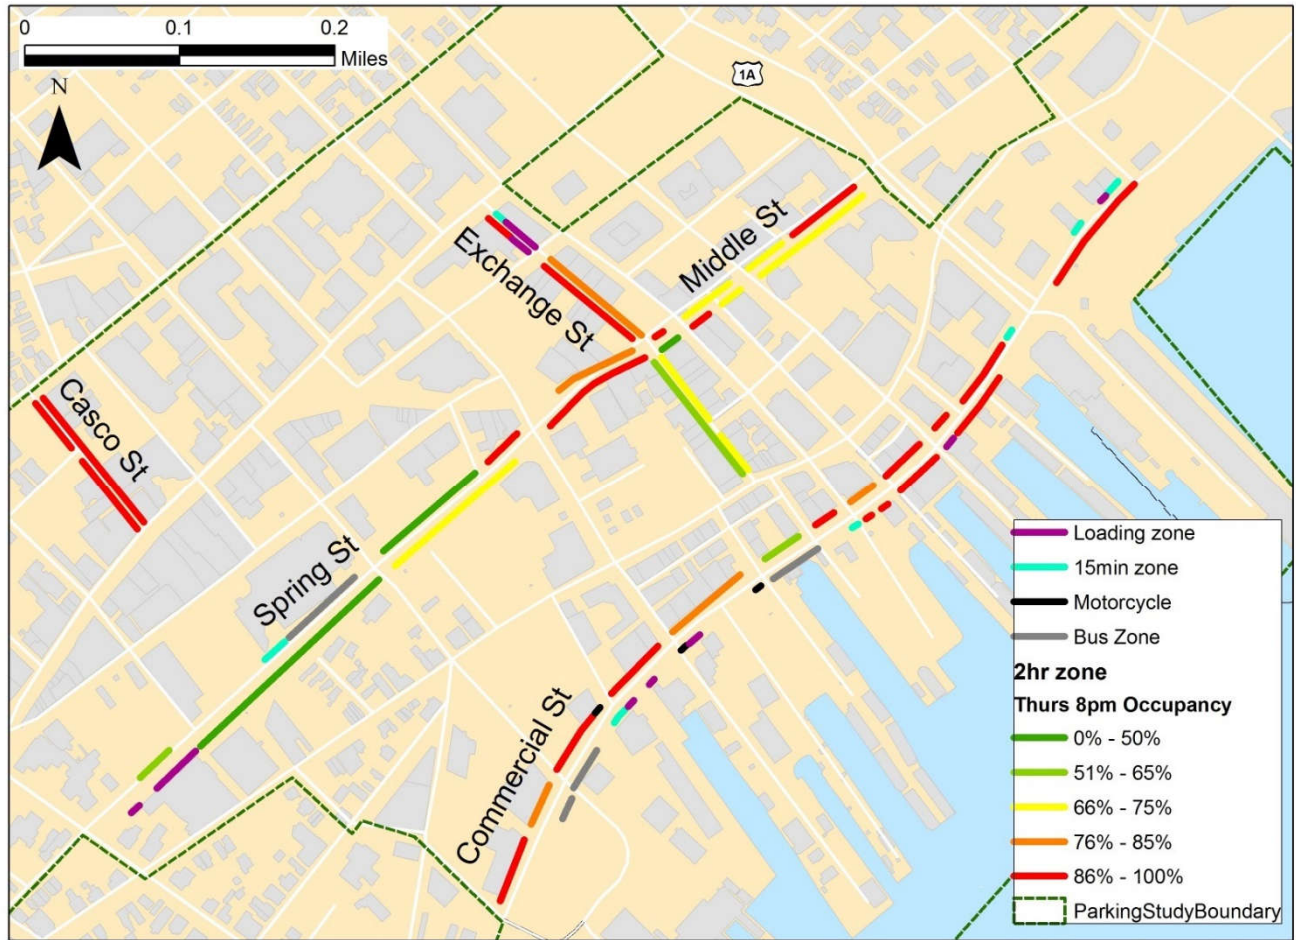 0 0.1 0.2
Miles
N
1A
Middle St
Exchange St
Casco St
Spring St
Commercial St
Loading zone
15min zone
Motorcycle
Bus Zone
2hr zone
Thurs 8pm Occupancy
0% - 50%
51% - 65%
66% - 75%
76% - 85%
86% - 100%
ParkingStudyBoundary